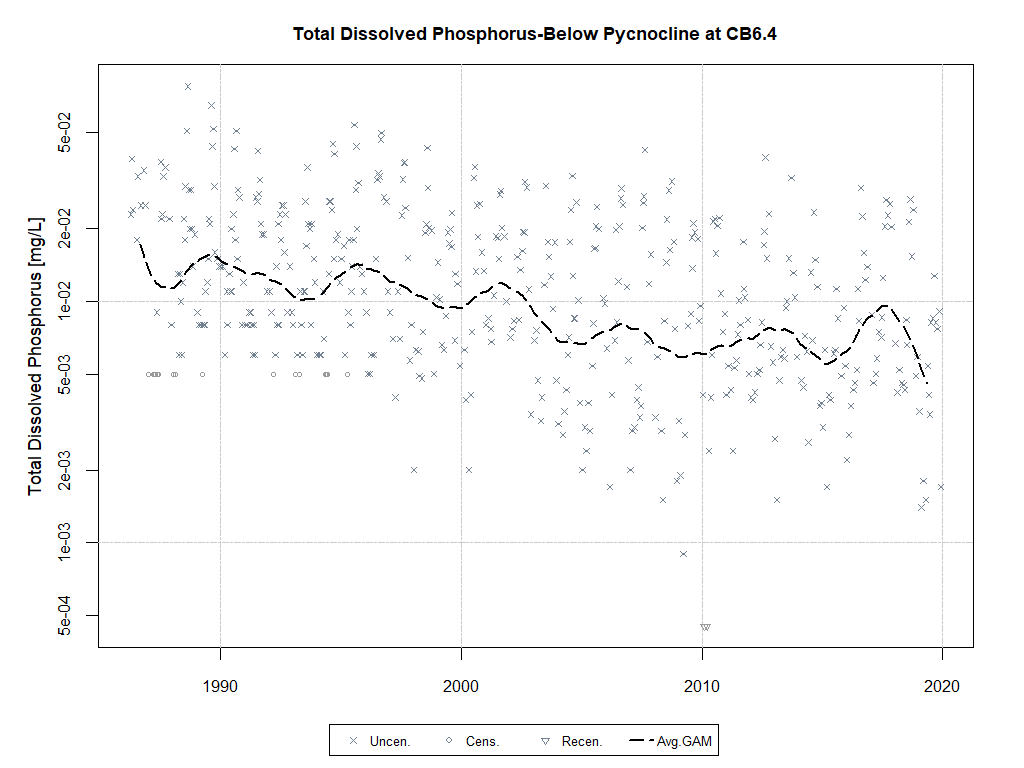 Total Dissolved Phosphorus-Below Pycnocline at CB6.4
Total Dissolved Phosphorus [mg/L]
5e-02
2e-02
1e-02
5e-03
2e-03
1e-03
5e-04
1990 2000 2010 2020
Uncen. Cens. Recen. Avg.GAM